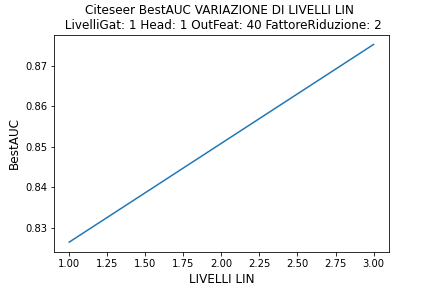 Citeseer BestAUC VARIAZIONE DI LIVELLI LIN
LivelliGat: 1 Head: 1 OutFeat: 40 FattoreRiduzione: 2
0.87
0.86
0.85
0.84
0.83
BestAUC
1.00 1.25 1.50 1.75 2.00 2.25 2.50 2.75 3.00
LIVELLI LIN